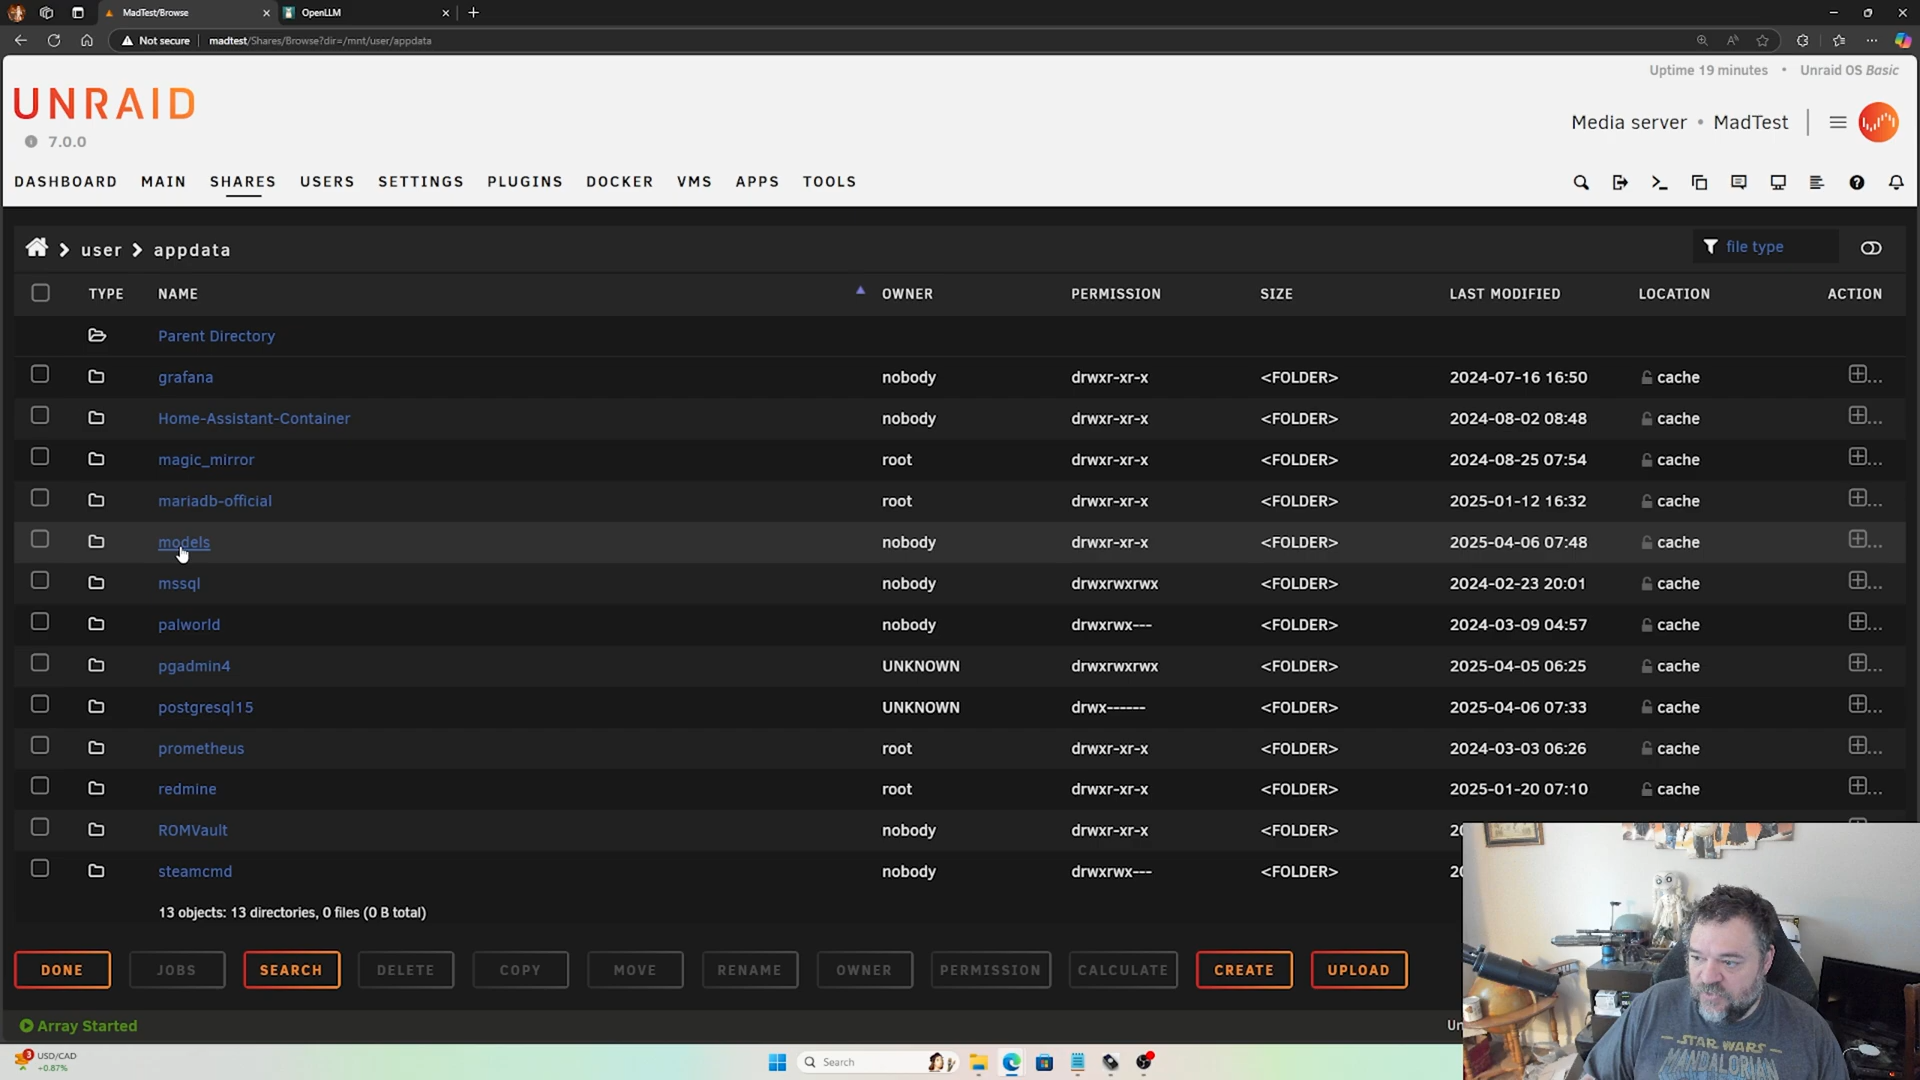 MadTest/Browse
OpenLLM
Not secure
madtest/Shares/Browse?dir=/mnt/user/appdata
Uptime 19 minutes • Unraid OS Basic
UNRAID
7.0.0
Media server • MadTest
DASHBOARD MAIN SHARES USERS SETTINGS PLUGINS DOCKER VMS APPS TOOLS
user appdata
file type
TYPE NAME OWNER PERMISSION SIZE LAST MODIFIED LOCATION ACTION
Parent Directory
grafana nobody drwxr-xr-x <FOLDER> 2024-07-16 16:50 cache ...
Home-Assistant-Container nobody drwxr-xr-x <FOLDER> 2024-08-02 08:48 cache ...
magic_mirror root drwxr-xr-x <FOLDER> 2024-08-25 07:54 cache ...
mariadb-official root drwxr-xr-x <FOLDER> 2025-01-12 16:32 cache ...
models nobody drwxr-xr-x <FOLDER> 2025-04-06 07:48 cache ...
mssql nobody drwxrwxrwx <FOLDER> 2024-02-23 20:01 cache ...
palworld nobody drwxrwx--- <FOLDER> 2024-03-09 04:57 cache ...
pgadmin4 UNKNOWN drwxrwxrwx <FOLDER> 2025-04-05 06:25 cache ...
postgresql15 UNKNOWN drwx------ <FOLDER> 2025-04-06 07:33 cache ...
prometheus root drwxr-xr-x <FOLDER> 2024-03-03 06:26 cache ...
redmine root drwxr-xr-x <FOLDER> 2025-01-20 07:10 cache ...
ROMVault nobody drwxr-xr-x <FOLDER> 20
steamcmd nobody drwxrwx--- <FOLDER> 20
13 objects: 13 directories, 0 files (0 B total)
DONE JOBS SEARCH DELETE COPY MOVE RENAME OWNER PERMISSION CALCULATE CREATE UPLOAD
Array Started
Un
3
USD/CAD
+0.87%
Search
STAR WARS
MANDALORIAN